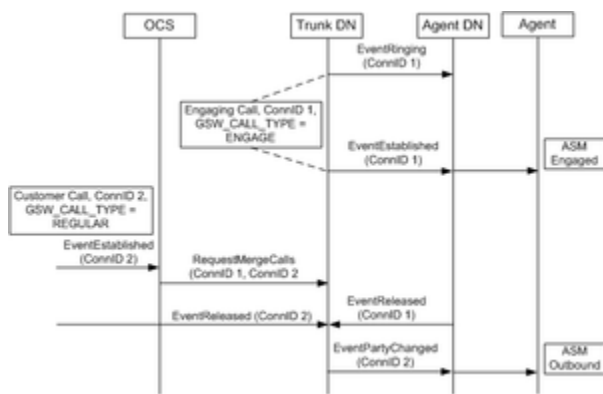 OCS
Trunk DN
Agent DN
Agent
EventRinging
(ConnID 1)
Engaging Call, ConnID 1,
GSW_CALL_TYPE =
ENGAGE
EventEstablished
(ConnID 1)
ASM
Engaged
Customer Call, ConnID 2,
GSW_CALL_TYPE =
REGULAR
EventEstablished
(ConnID 2)
RequestMergeCalls
(ConnID 1, ConnID 2
EventReleased (ConnID 2)
EventReleased
(ConnID 1)
EventPartyChanged
(ConnID 2)
ASM
Outbound